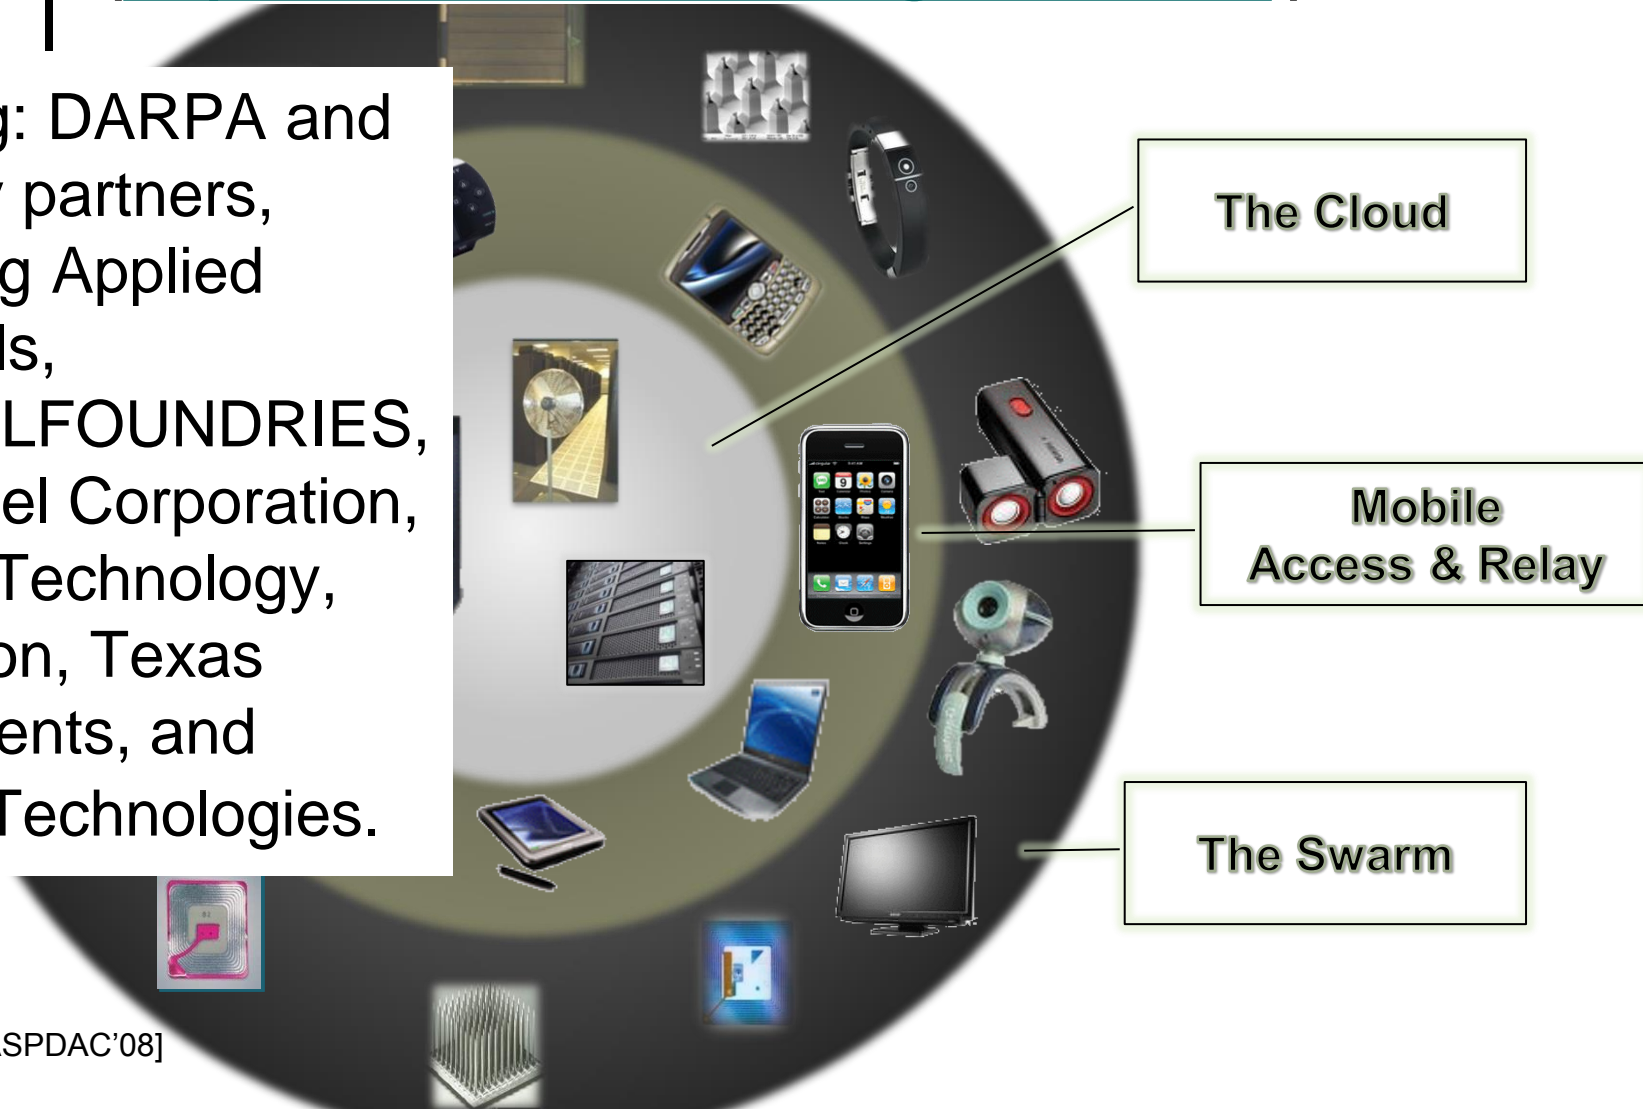 g: DARPA and
y partners,
g Applied
ls,
LFOUNDRIES,
el Corporation,
Technology,
on, Texas
ents, and
Technologies.
The Cloud
Mobile
Access & Relay
The Swarm
ASPDAC’08]